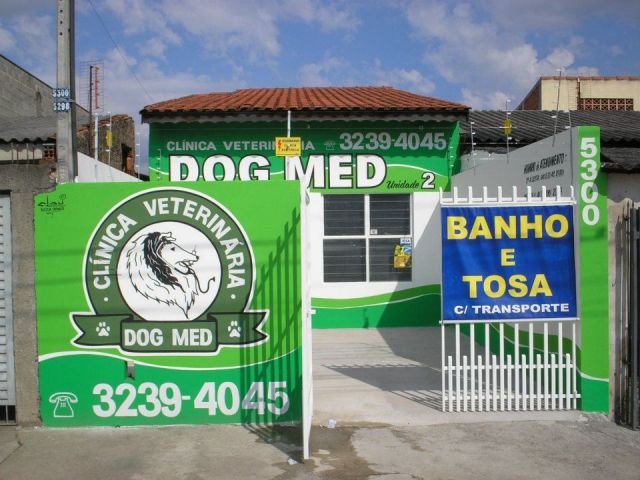 5300
5298
CLÍNICA VETERINÁRIA
3239-4045
DOG MED
Unidade 2
CLÍNICA VETERINÁRIA
DOG MED
3239-4045
BANHO
E
TOSA
C/ TRANSPORTE
5300